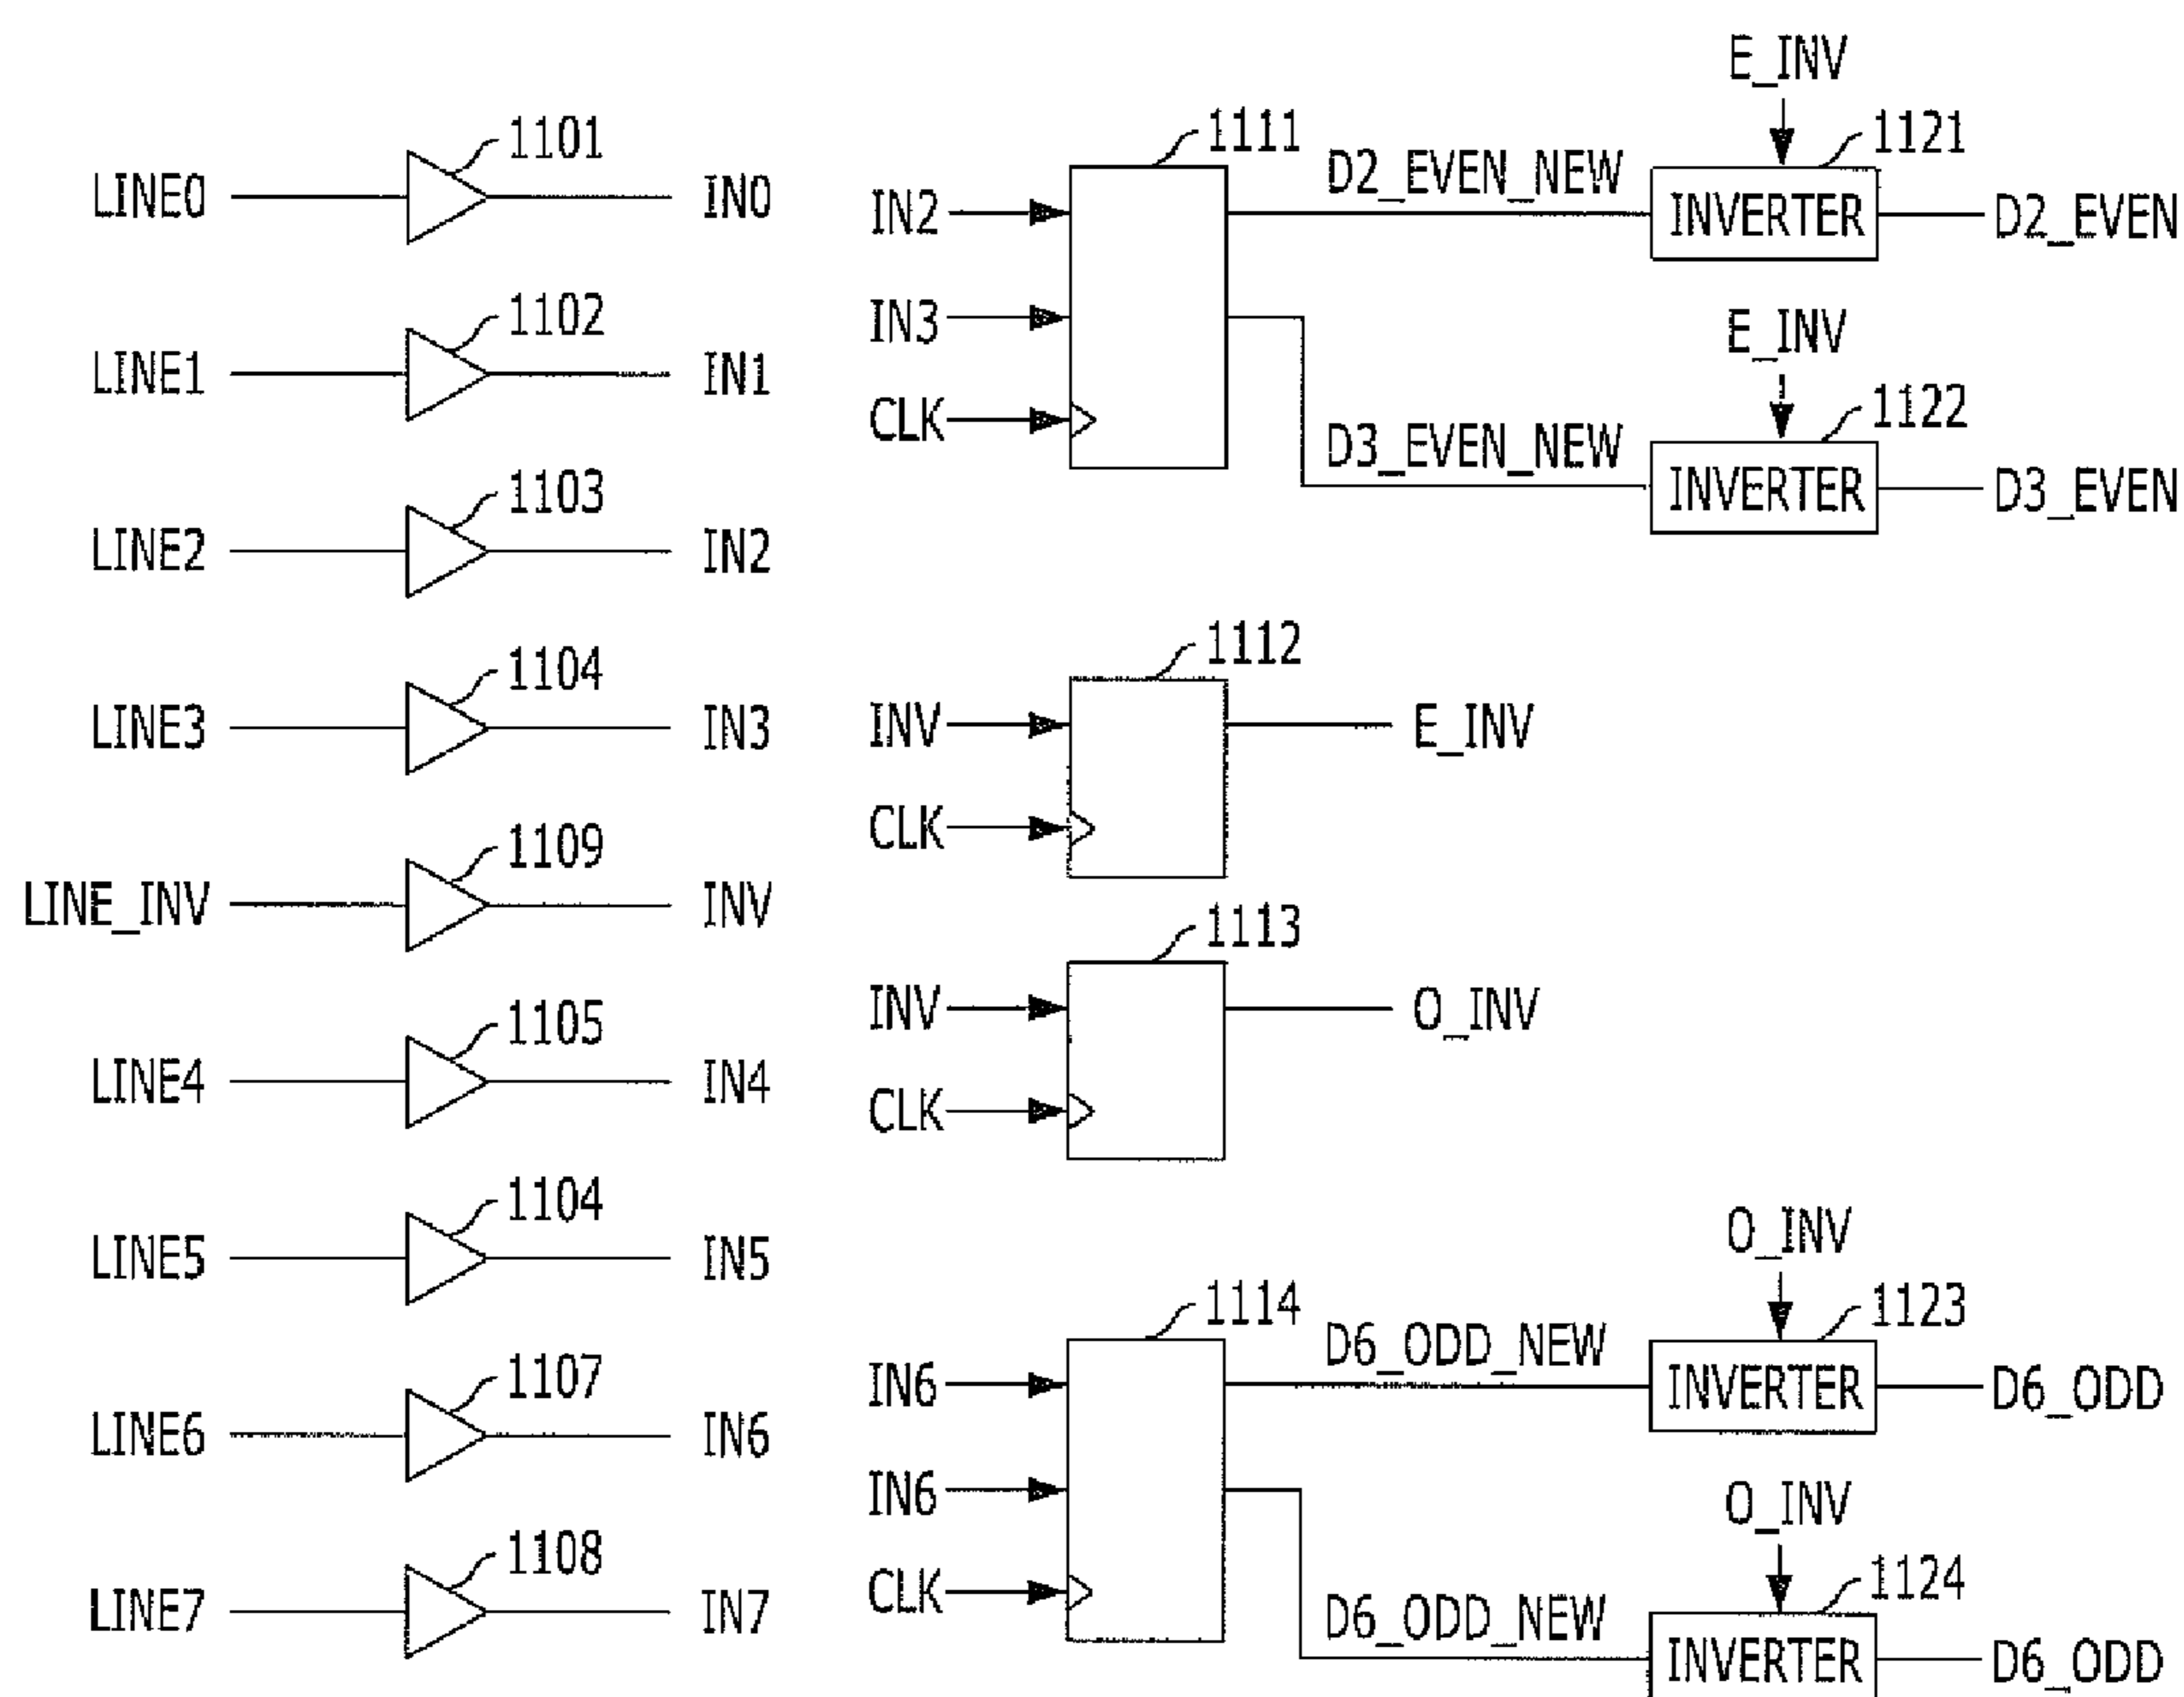 LINE0 1101 IN0
LINE1 1102 IN1
LINE2 1103 IN2
LINE3 1104 IN3
LINE_INV 1109 INV
LINE4 1105 IN4
LINE5 1104 IN5
LINE6 1107 IN6
LINE7 1108 IN7
IN2
IN3
CLK
1111
D2_EVEN_NEW
D3_EVEN_NEW
E_INV
1121
INVERTER
D2_EVEN
E_INV
1122
INVERTER
D3_EVEN
INV
CLK
1112
E_INV
INV
CLK
1113
O_INV
IN6
IN6
CLK
1114
D6_ODD_NEW
D6_ODD_NEW
O_INV
1123
INVERTER
D6_ODD
O_INV
1124
INVERTER
D6_ODD